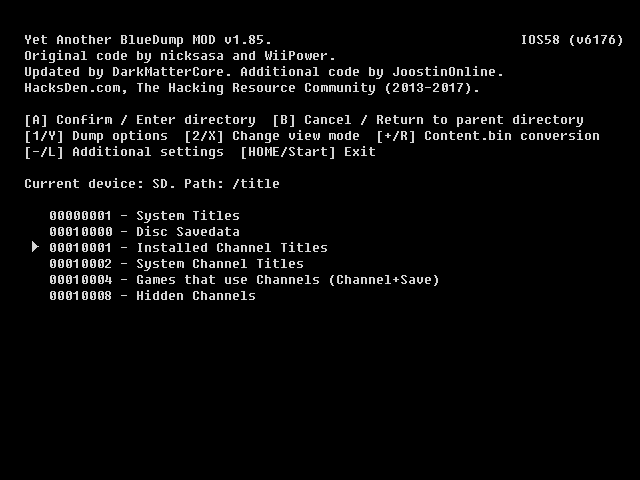 Yet Another BlueDump MOD v1.85. IOS58 (v6176)
Original code by nicksasa and WiiPower.
Updated by DarkMatterCore. Additional code by JoostinOnline.
HacksDen.com, The Hacking Resource Community (2013-2017).
[A] Confirm / Enter directory [B] Cancel / Return to parent directory
[1/Y] Dump options [2/X] Change view mode [+/R] Content.bin conversion
[-/L] Additional settings [HOME/Start] Exit
Current device: SD. Path: /title
00000001 - System Titles
00010000 - Disc Savedata
00010001 - Installed Channel Titles
00010002 - System Channel Titles
00010004 - Games that use Channels (Channel+Save)
00010008 - Hidden Channels